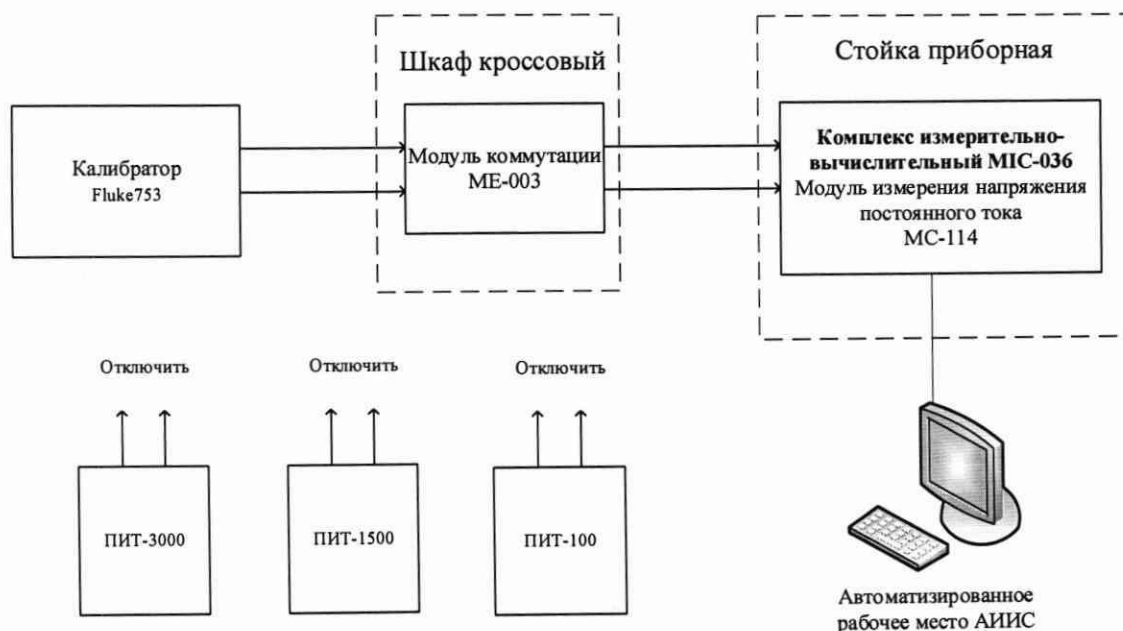 Шкаф кроссовый
Стойка приборная
Калибратор
Fluke753
Модуль коммутации
МЕ-003
Комплекс измерительно-
вычислительный MIC-036
Модуль измерения напряжения
постоянного тока
МС-114
Отключить
Отключить
Отключить
ПИТ-3000
ПИТ-1500
ПИТ-100
Автоматизированное
рабочее место АИИС